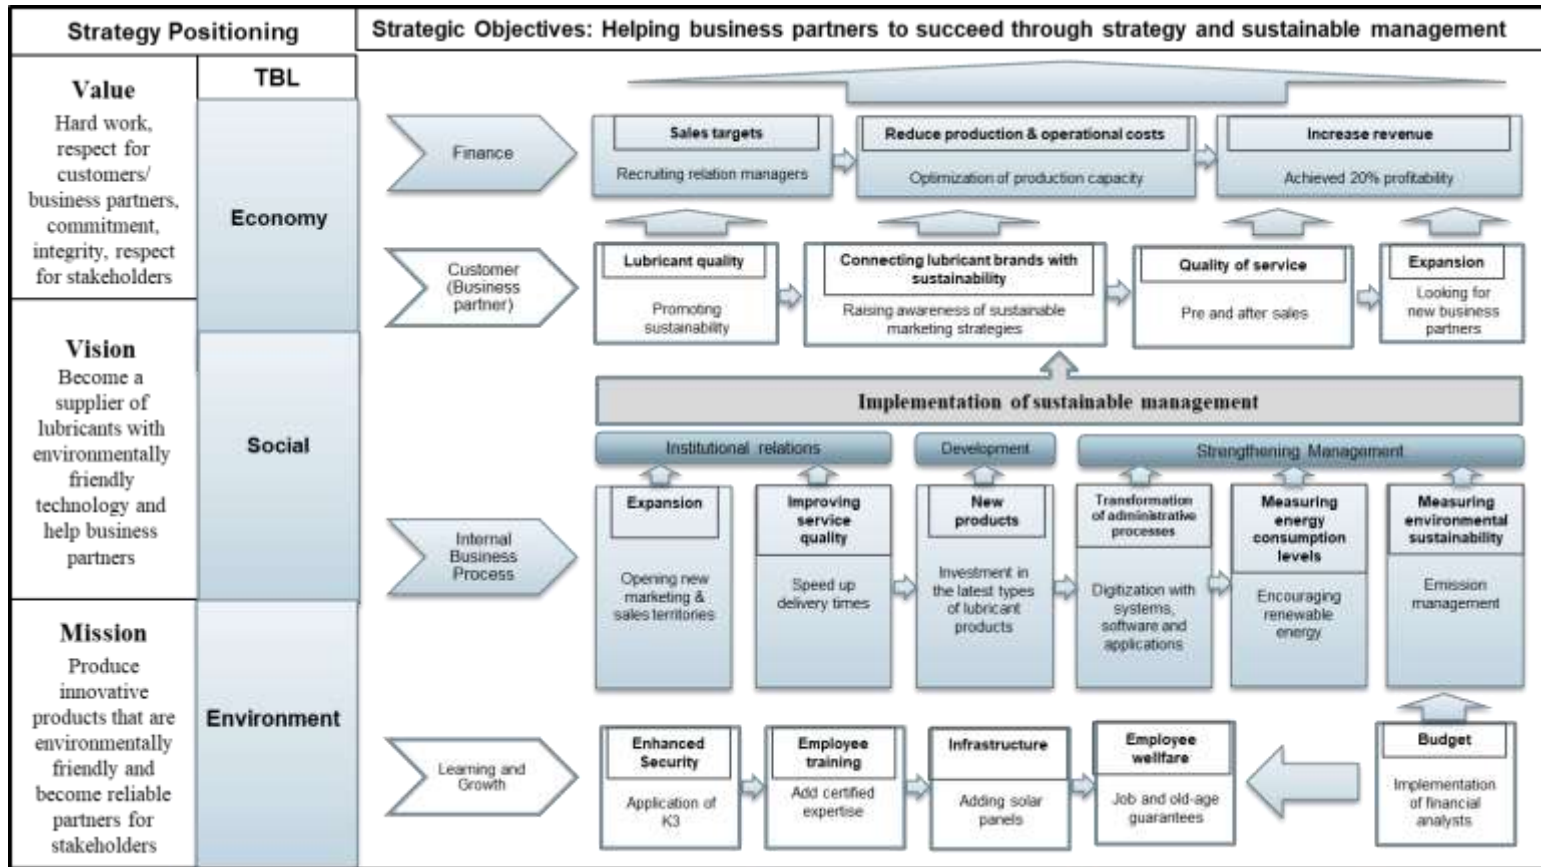 Strategy Positioning
Strategic Objectives: Helping business partners to succeed through strategy and sustainable management
Value
Hard work,
respect for
customers/
business partners,
commitment,
integrity, respect
for stakeholders
Vision
Become a
supplier of
lubricants with
environmentally
friendly
technology and
help business
partners
Mission
Produce
innovative
products that are
environmentally
friendly and
become reliable
partners for
stakeholders
TBL
Economy
Social
Environment
Finance
Sales targets
Recruiting relation managers
Reduce production & operational costs
Optimization of production capacity
Increase revenue
Achieved 20% profitability
Customer
(Business
partner)
Lubricant quality
Promoting
sustainability
Connecting lubricant brands with
sustainability
Raising awareness of sustainable
marketing strategies
Quality of service
Pre and after sales
Expansion
Looking for
new business
partners
Implementation of sustainable management
Institutional relations
Development
Strengthening Management
Internal
Business
Process
Expansion
Opening new
marketing &
sales territories
Improving
service
quality
Speed up
delivery times
New
products
Investment in
the latest types
of lubricant
products
Transformation
of administrative
processes
Digitization with
systems,
software and
applications
Measuring
energy
consumption
levels
Encouraging
renewable
energy
Measuring
environmental
sustainability
Emission
management
Learning and
Growth
Enhanced
Security
Application of
K3
Employee
training
Add certified
expertise
Infrastructure
Adding solar
panels
Employee
wellfare
Job and old-age
guarantees
Budget
Implementation
of financial
analysts